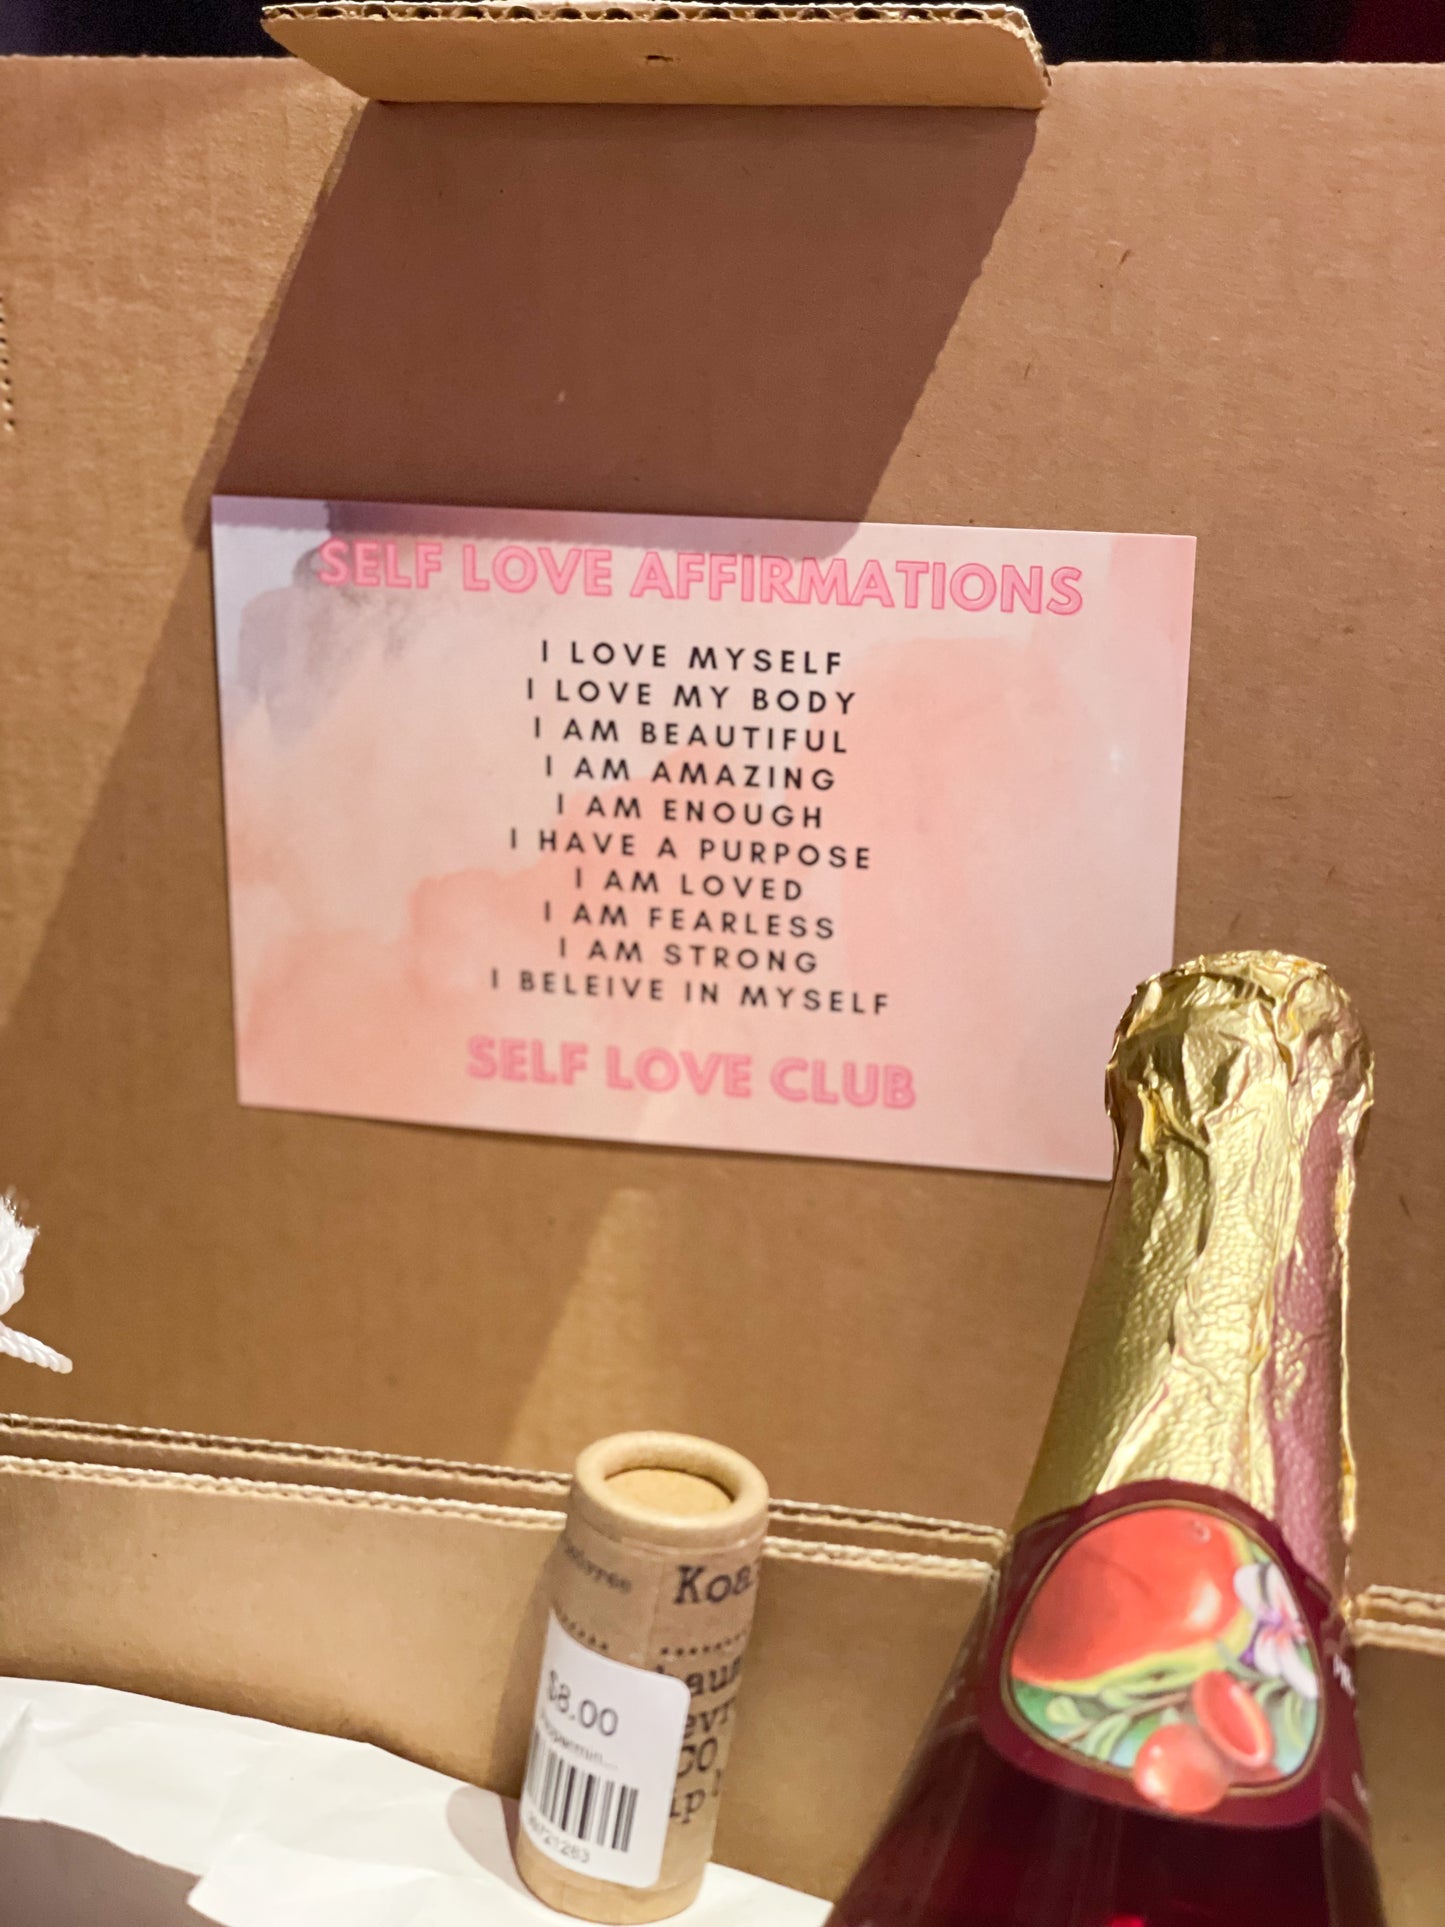 SELF LOVE AFFIRMATIONS
I LOVE MYSELF
I LOVE MY BODY
I AM BEAUTIFUL
I AM AMAZING
I AM ENOUGH
I HAVE A PURPOSE
I AM LOVED
I AM FEARLESS
I AM STRONG
I BELEIVE IN MYSELF
SELF LOVE CLUB
Koa
$8.00